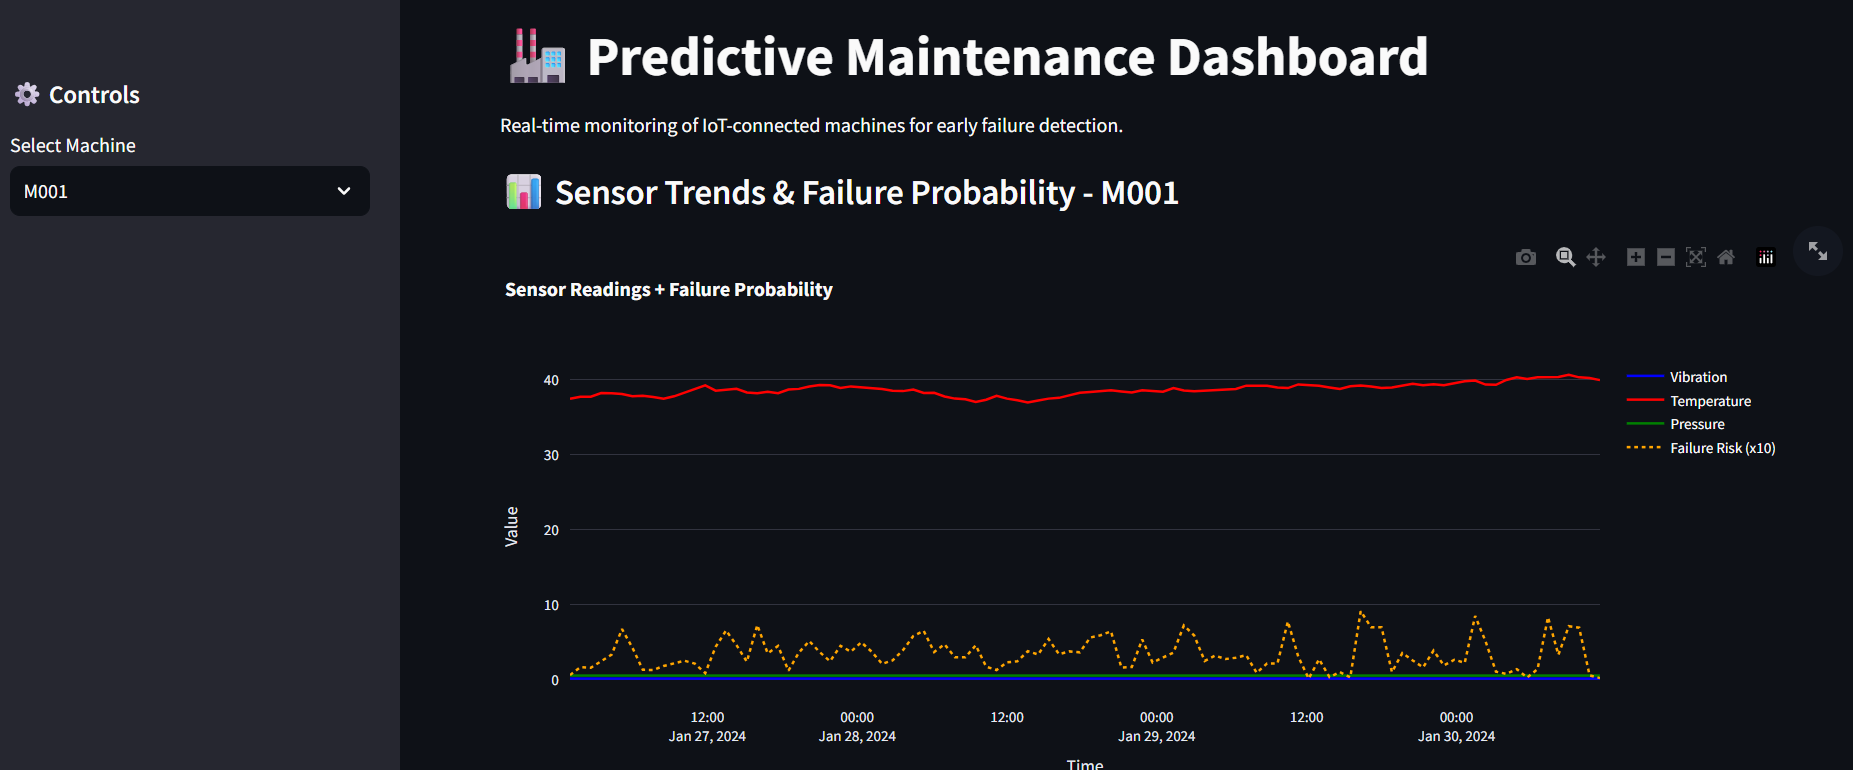 Controls
Select Machine
M001
Predictive Maintenance Dashboard
Real-time monitoring of IoT-connected machines for early failure detection.
Sensor Trends & Failure Probability - M001
Sensor Readings + Failure Probability
Vibration
Temperature
Pressure
Failure Risk (x10)
Value
40
30
20
10
0
12:00
Jan 27, 2024
00:00
Jan 28, 2024
12:00
00:00
Jan 29, 2024
12:00
00:00
Jan 30, 2024
Time